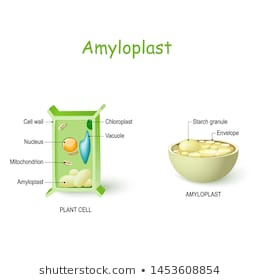 Amyloplast
Cell wall
Nucleus
Mitochondrion
Amyloplast
Chloroplast
Vacuole
PLANT CELL
Starch granule
Envelope
AMYLOPLAST
shutterstock.com • 1453608854